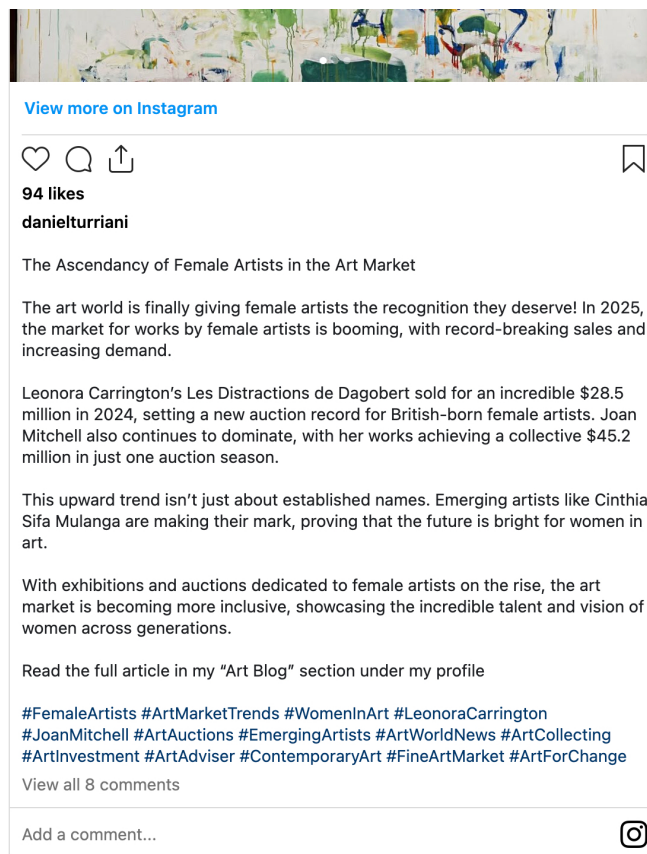 View more on Instagram
94 likes
danielturriani
The Ascendancy of Female Artists in the Art Market
The art world is finally giving female artists the recognition they deserve! In 2025,
the market for works by female artists is booming, with record-breaking sales and
increasing demand.
Leonora Carrington’s Les Distractions de Dagobert sold for an incredible $28.5
million in 2024, setting a new auction record for British-born female artists. Joan
Mitchell also continues to dominate, with her works achieving a collective $45.2
million in just one auction season.
This upward trend isn’t just about established names. Emerging artists like Cinthia
Sifa Mulanga are making their mark, proving that the future is bright for women in
art.
With exhibitions and auctions dedicated to female artists on the rise, the art
market is becoming more inclusive, showcasing the incredible talent and vision of
women across generations.
Read the full article in my “Art Blog” section under my profile
#FemaleArtists #ArtMarketTrends #WomenInArt #LeonoraCarrington
#JoanMitchell #ArtAuctions #EmergingArtists #ArtWorldNews #ArtCollecting
#ArtInvestment #ArtAdviser #ContemporaryArt #FineArtMarket #ArtForChange
View all 8 comments
Add a comment...